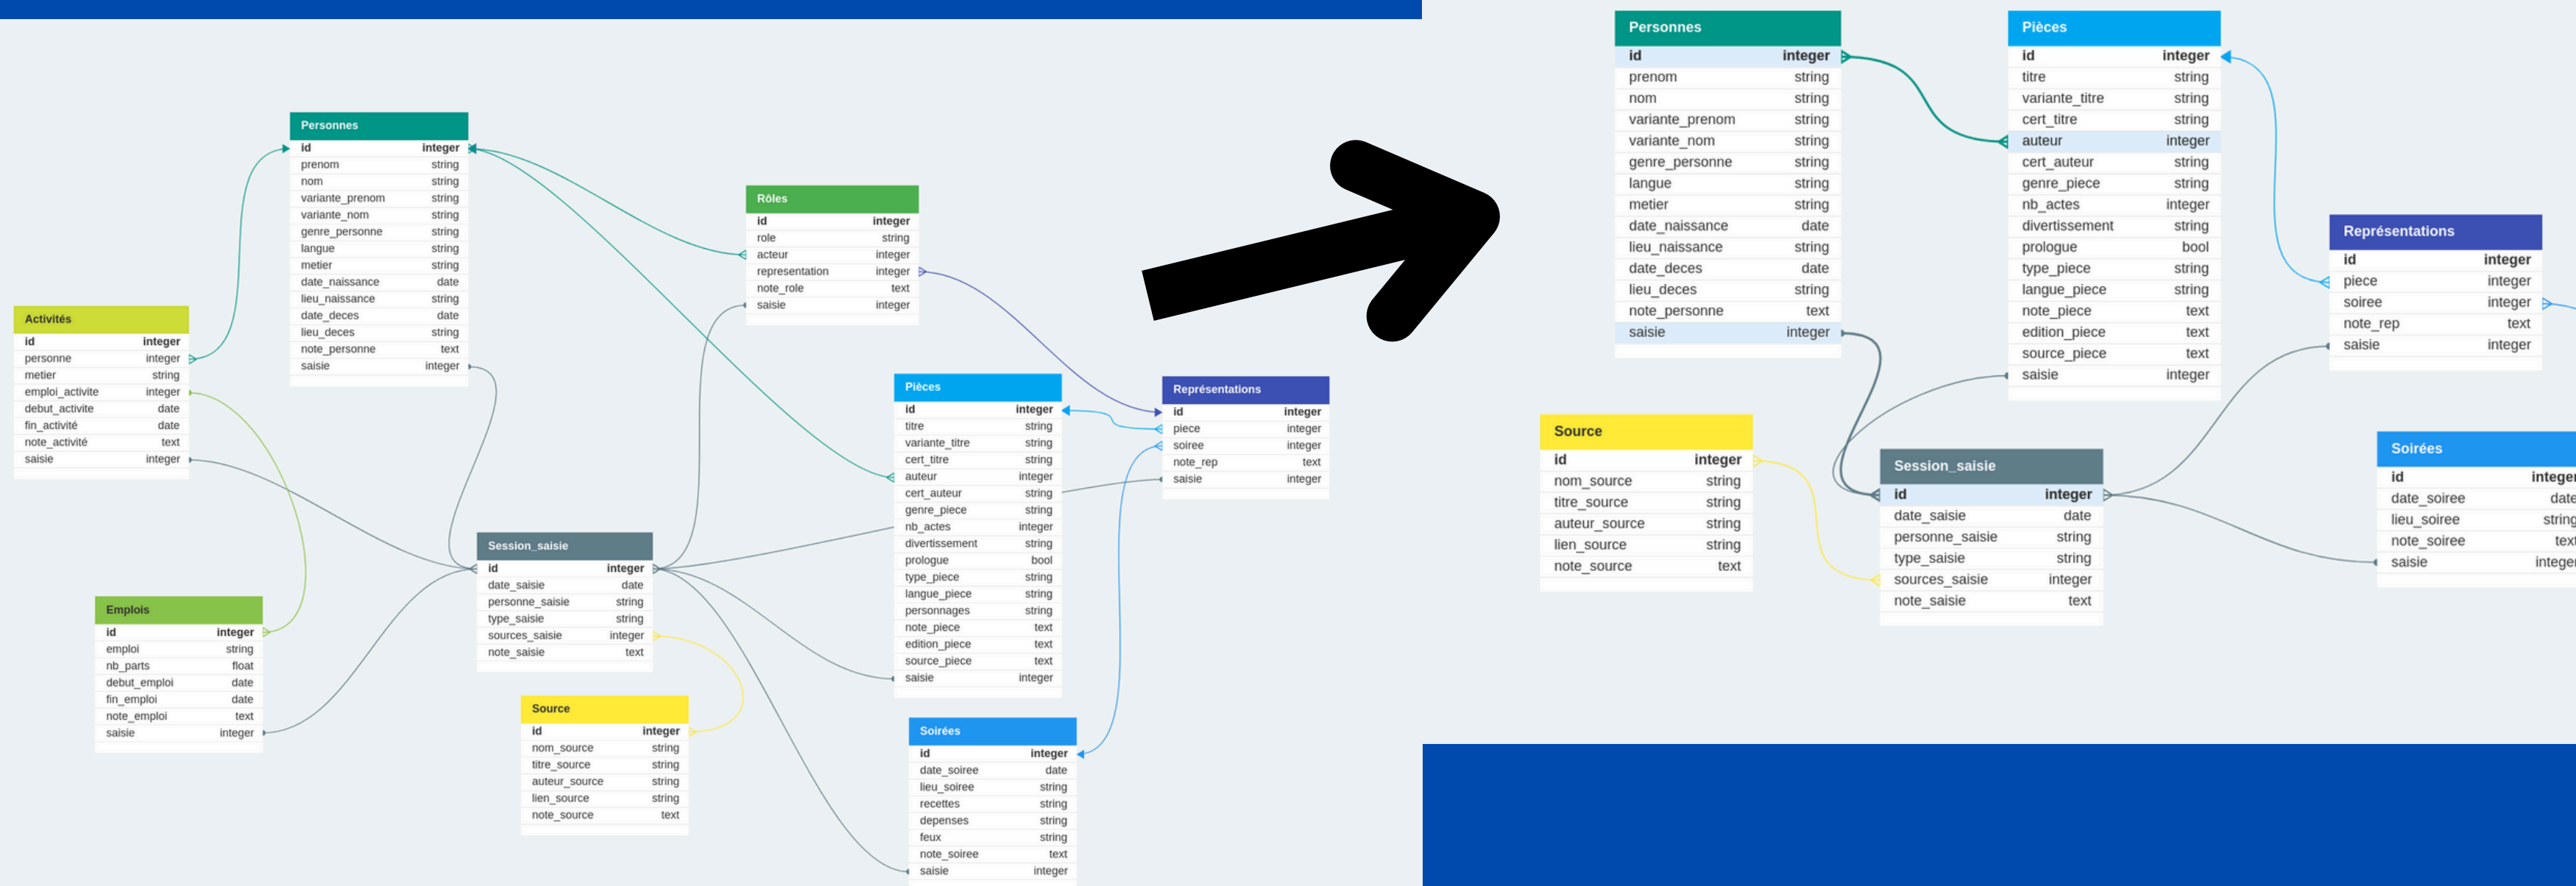 Personnes
id integer
prenom string
nom string
variante_prenom string
variante_nom string
genre_personne string
langue string
metier string
date_naissance date
lieu_naissance string
date_deces date
lieu_deces string
note_personne text
saisie integer
Rôles
id integer
role string
acteur integer
representation integer
note_role text
saisie integer
Activités
id integer
personne integer
metier string
emploi_activite integer
debut_activite date
fin_activité date
note_activité text
saisie integer
Pièces
id integer
titre string
variante_titre string
cert_titre string
auteur integer
cert_auteur string
genre_piece string
nb_actes integer
divertissement string
prologue bool
type_piece string
langue_piece string
personnages string
note_piece text
edition_piece text
source_piece text
saisie integer
Représentations
id integer
piece integer
soiree integer
note_rep text
saisie integer
Session_saisie
id integer
date_saisie date
personne_saisie string
type_saisie string
sources_saisie integer
note_saisie text
Emplois
id integer
emploi string
nb_parts float
debut_emploi date
fin_emploi date
note_emploi text
saisie integer
Source
id integer
nom_source string
titre_source string
auteur_source string
lien_source string
note_source text
Soirées
id integer
date_soiree date
lieu_soiree string
recettes string
depenses string
feux string
note_soiree text
saisie integer
Personnes
id integer
prenom string
nom string
variante_prenom string
variante_nom string
genre_personne string
langue string
metier string
date_naissance date
lieu_naissance string
date_deces date
lieu_deces string
note_personne text
saisie integer
Pièces
id integer
titre string
variante_titre string
cert_titre string
auteur integer
cert_auteur string
genre_piece string
nb_actes integer
divertissement string
prologue bool
type_piece string
langue_piece string
note_piece text
edition_piece text
source_piece text
saisie integer
Représentations
id integer
piece integer
soiree integer
note_rep text
saisie integer
Source
id integer
nom_source string
titre_source string
auteur_source string
lien_source string
note_source text
Session_saisie
id integer
date_saisie date
personne_saisie string
type_saisie string
sources_saisie integer
note_saisie text
Soirées
id integer
date_soiree date
lieu_soiree string
note_soiree text
saisie integer